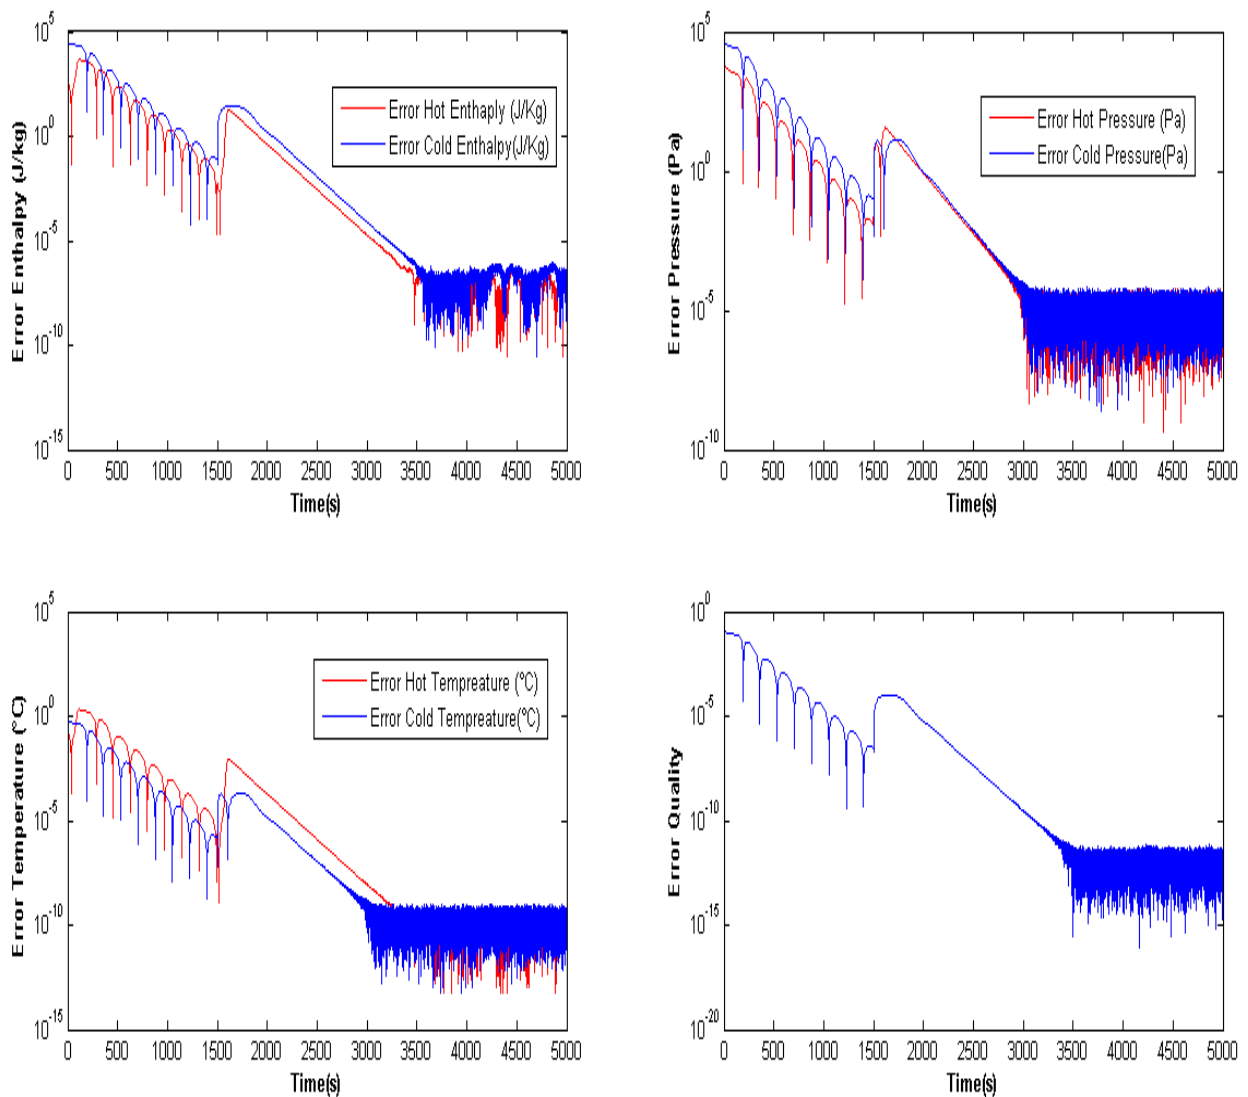 10^5
10^0
10^-5
10^-10
10^-15
Error Enthalpy (J/kg)
Error Hot Enthaply (J/Kg)
Error Cold Enthalpy(J/Kg)
0 500 1000 1500 2000 2500 3000 3500 4000 4500 5000
Time(s)
10^5
10^0
10^-5
10^-10
Error Pressure (Pa)
Error Hot Pressure (Pa)
Error Cold Pressure(Pa)
0 500 1000 1500 2000 2500 3000 3500 4000 4500 5000
Time(s)
10^5
10^0
10^-5
10^-10
10^-15
Error Temperature (°C)
Error Hot Tempreature (°C)
Error Cold Tempreature(°C)
0 500 1000 1500 2000 2500 3000 3500 4000 4500 5000
Time(s)
10^0
10^-5
10^-10
10^-15
10^-20
Error Quality
0 500 1000 1500 2000 2500 3000 3500 4000 4500 5000
Time(s)